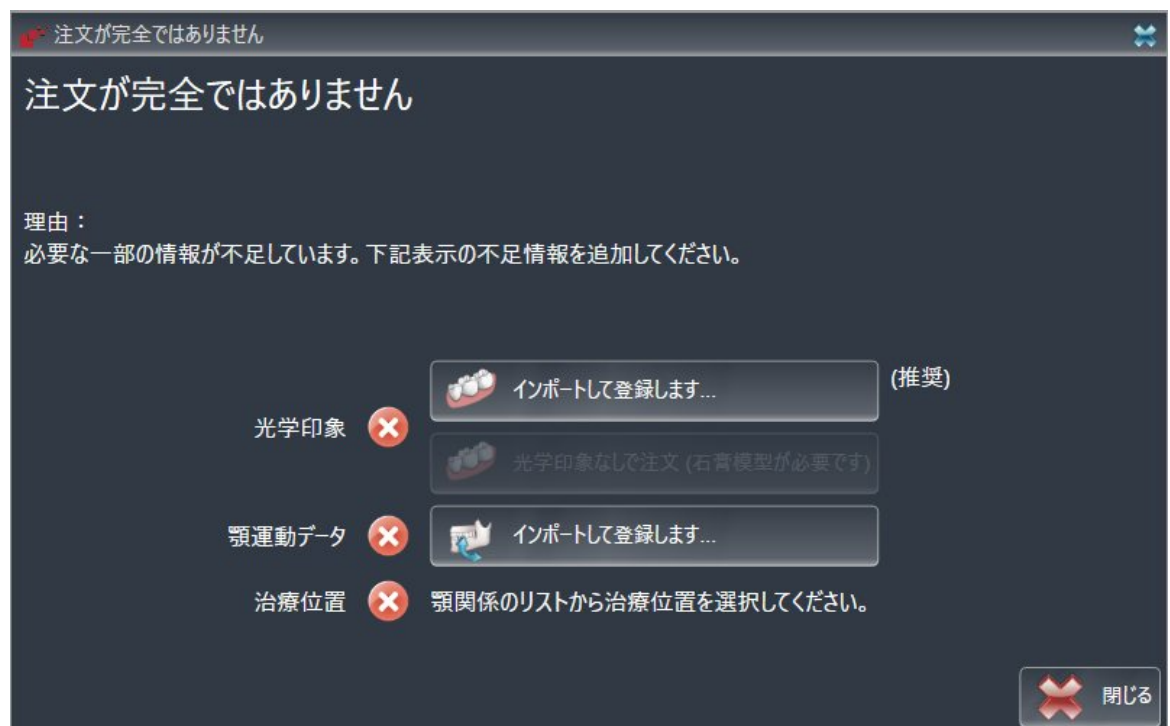 注文が完全ではありません
注文が完全ではありません
理由：
必要な一部の情報が不足しています。下記表示の不足情報を追加してください。
光学印象
インポートして登録します...
(推奨)
光学印象なしで注文 (石膏模型が必要です)
顎運動データ
インポートして登録します...
治療位置
顎関係のリストから治療位置を選択してください。
閉じる